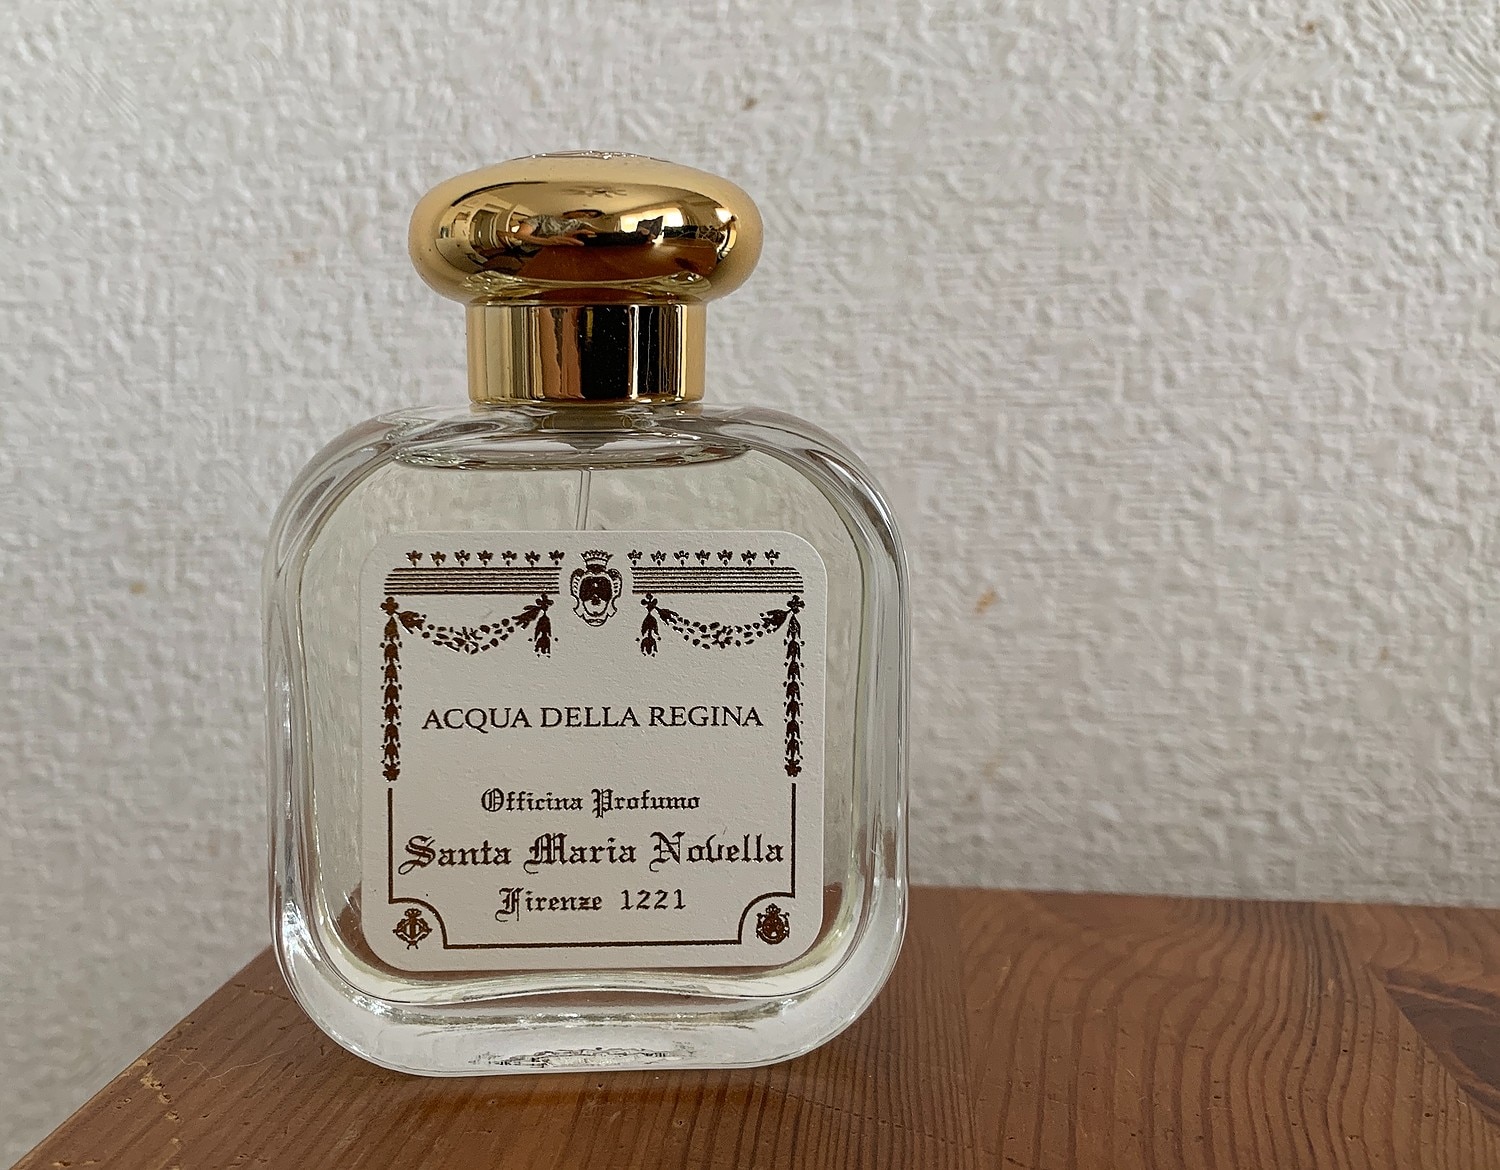 ACQUA DELLA REGINA
Officina Profumo
Santa Maria Novella
Firenze 1221